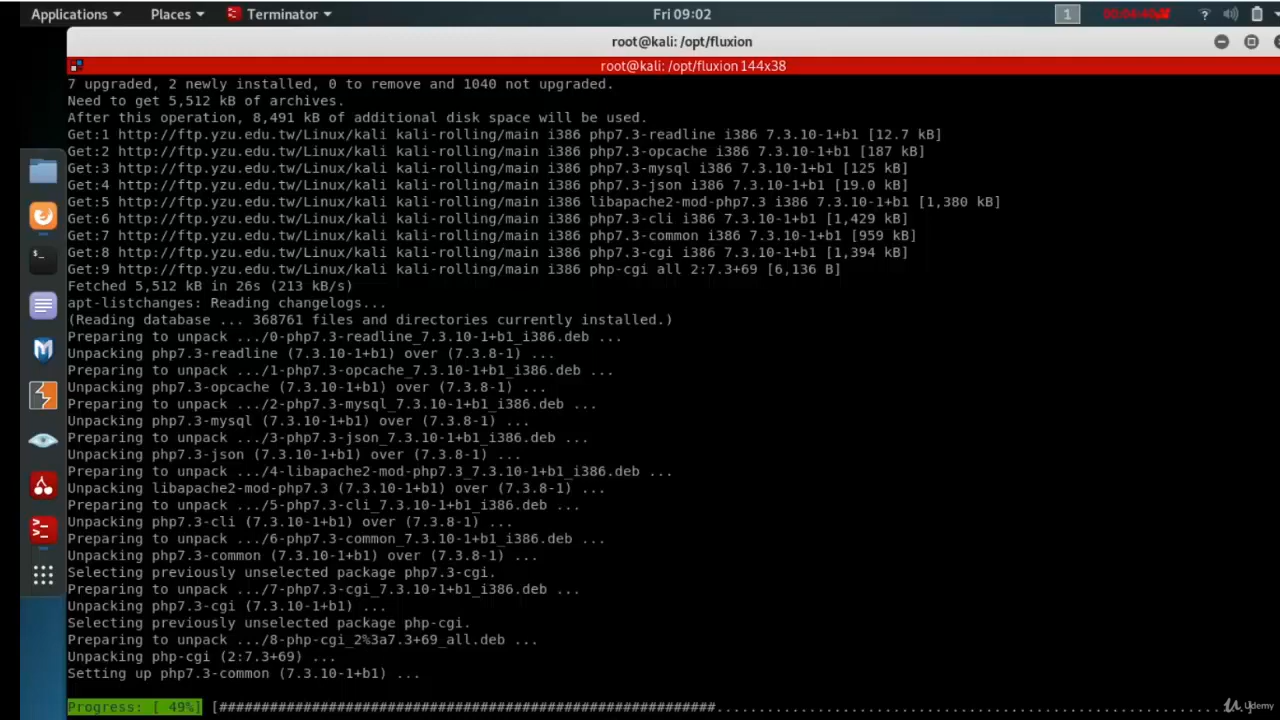 Applications Places Terminator Fri 09:02 1
root@kali: /opt/fluxion
root@kali: /opt/fluxion 144x38
7 upgraded, 2 newly installed, 0 to remove and 1040 not upgraded.
Need to get 5,512 kB of archives.
After this operation, 8,491 kB of additional disk space will be used.
Get:1 http://ftp.yzu.edu.tw/Linux/kali kali-rolling/main i386 php7.3-readline i386 7.3.10-1+b1 [12.7 kB]
Get:2 http://ftp.yzu.edu.tw/Linux/kali kali-rolling/main i386 php7.3-opcache i386 7.3.10-1+b1 [187 kB]
Get:3 http://ftp.yzu.edu.tw/Linux/kali kali-rolling/main i386 php7.3-mysql i386 7.3.10-1+b1 [125 kB]
Get:4 http://ftp.yzu.edu.tw/Linux/kali kali-rolling/main i386 php7.3-json i386 7.3.10-1+b1 [19.0 kB]
Get:5 http://ftp.yzu.edu.tw/Linux/kali kali-rolling/main i386 libapache2-mod-php7.3 i386 7.3.10-1+b1 [1,380 kB]
Get:6 http://ftp.yzu.edu.tw/Linux/kali kali-rolling/main i386 php7.3-cli i386 7.3.10-1+b1 [1,429 kB]
Get:7 http://ftp.yzu.edu.tw/Linux/kali kali-rolling/main i386 php7.3-common i386 7.3.10-1+b1 [959 kB]
Get:8 http://ftp.yzu.edu.tw/Linux/kali kali-rolling/main i386 php7.3-cgi i386 7.3.10-1+b1 [1,394 kB]
Get:9 http://ftp.yzu.edu.tw/Linux/kali kali-rolling/main i386 php-cgi all 2:7.3+69 [6,136 B]
Fetched 5,512 kB in 26s (213 kB/s)
apt-listchanges: Reading changelogs...
(Reading database ... 368761 files and directories currently installed.)
Preparing to unpack .../0-php7.3-readline_7.3.10-1+b1_i386.deb ...
Unpacking php7.3-readline (7.3.10-1+b1) over (7.3.8-1) ...
Preparing to unpack .../1-php7.3-opcache_7.3.10-1+b1_i386.deb ...
Unpacking php7.3-opcache (7.3.10-1+b1) over (7.3.8-1) ...
Preparing to unpack .../2-php7.3-mysql_7.3.10-1+b1_i386.deb ...
Unpacking php7.3-mysql (7.3.10-1+b1) over (7.3.8-1) ...
Preparing to unpack .../3-php7.3-json_7.3.10-1+b1_i386.deb ...
Unpacking php7.3-json (7.3.10-1+b1) over (7.3.8-1) ...
Preparing to unpack .../4-libapache2-mod-php7.3_7.3.10-1+b1_i386.deb ...
Unpacking libapache2-mod-php7.3 (7.3.10-1+b1) over (7.3.8-1) ...
Preparing to unpack .../5-php7.3-cli_7.3.10-1+b1_i386.deb ...
Unpacking php7.3-cli (7.3.10-1+b1) over (7.3.8-1) ...
Preparing to unpack .../6-php7.3-common_7.3.10-1+b1_i386.deb ...
Unpacking php7.3-common (7.3.10-1+b1) over (7.3.8-1) ...
Selecting previously unselected package php7.3-cgi.
Preparing to unpack .../7-php7.3-cgi_7.3.10-1+b1_i386.deb ...
Unpacking php7.3-cgi (7.3.10-1+b1) ...
Selecting previously unselected package php-cgi.
Preparing to unpack .../8-php-cgi_2%3a7.3+69_all.deb ...
Unpacking php-cgi (2:7.3+69) ...
Setting up php7.3-common (7.3.10-1+b1) ...
Progress: [ 49%] [###########################################################...............................................................]
Udemy